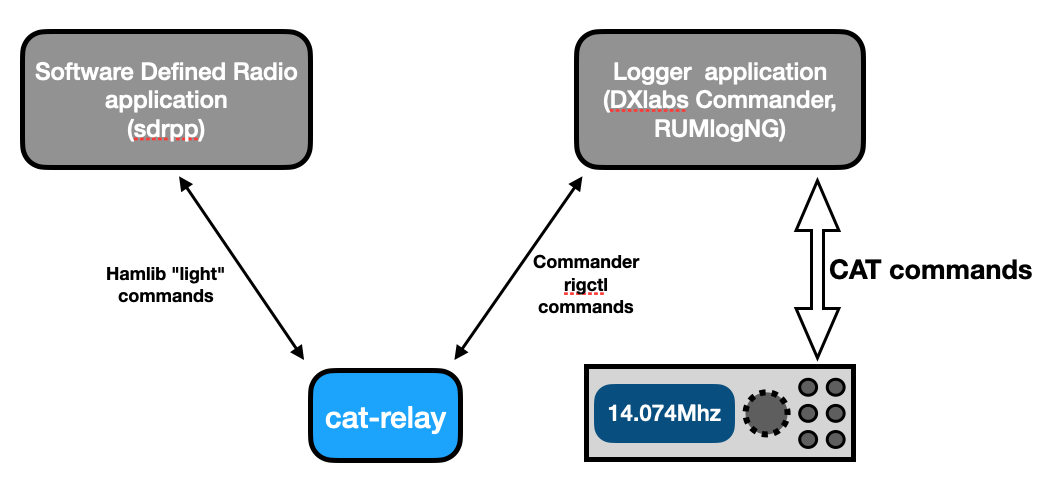 Software Defined Radio
application
(sdrpp)
Logger application
(DXlabs Commander,
RUMlogNG)
Hamlib "light"
commands
Commander
rigctl
commands
CAT commands
cat-relay
14.074Mhz